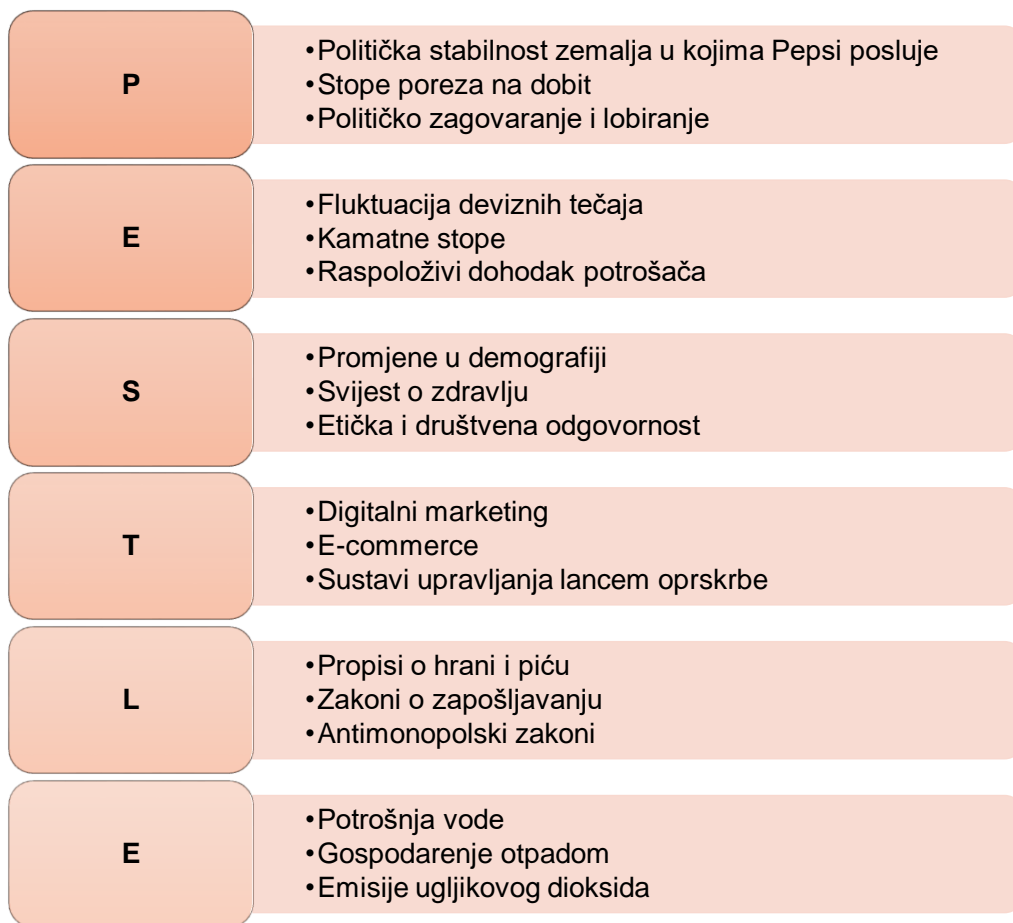 P
•Politička stabilnost zemalja u kojima Pepsi posluje
•Stope poreza na dobit
•Političko zagovaranje i lobiranje
E
•Fluktuacija deviznih tečaja
•Kamatne stope
•Raspoloživi dohodak potrošača
S
•Promjene u demografiji
•Svijest o zdravlju
•Etička i društvena odgovornost
T
•Digitalni marketing
•E-commerce
•Sustavi upravljanja lancem oprskrbe
L
•Propisi o hrani i piću
•Zakoni o zapošljavanju
•Antimonopolski zakoni
E
•Potrošnja vode
•Gospodarenje otpadom
•Emisije ugljikovog dioksida